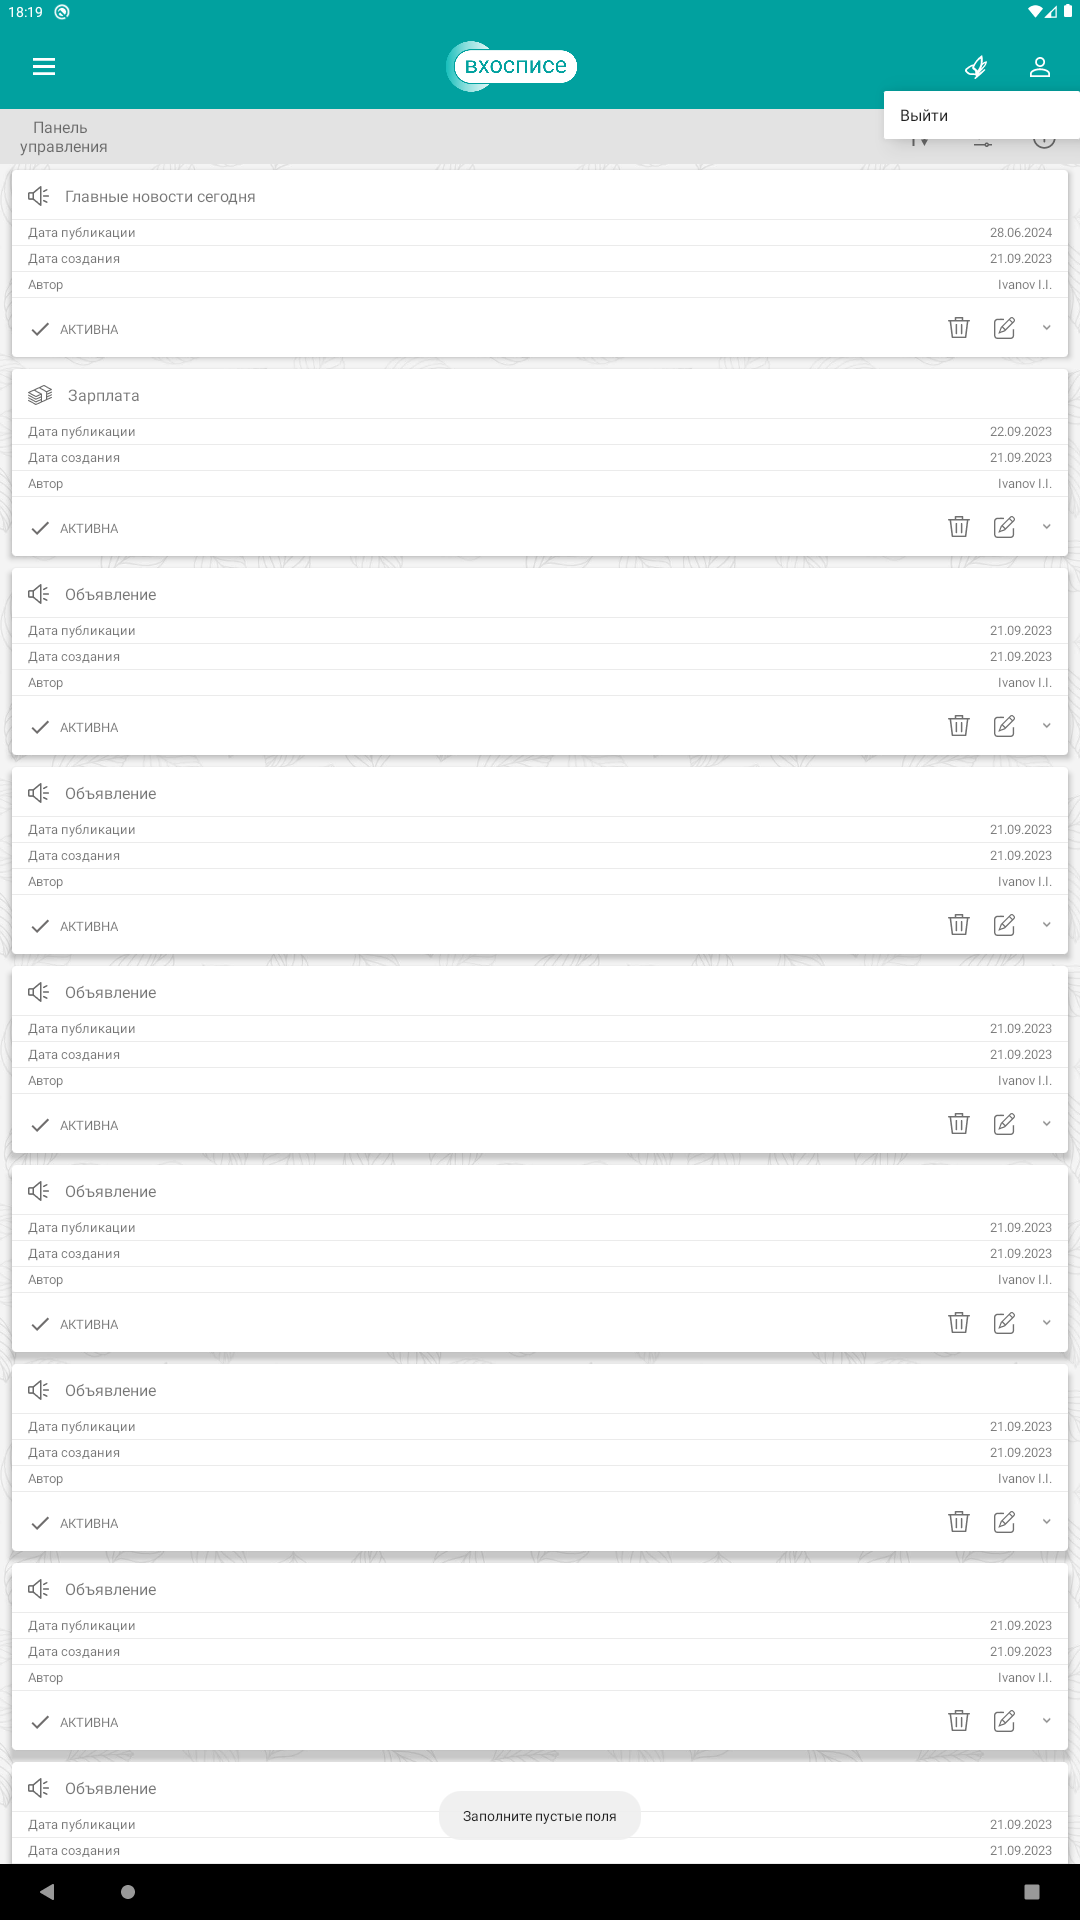 18:19
вхосписе
Выйти
Панель
управления
Главные новости сегодня
Дата публикации 28.06.2024
Дата создания 21.09.2023
Автор Ivanov I.I.
АКТИВНА
Зарплата
Дата публикации 22.09.2023
Дата создания 21.09.2023
Автор Ivanov I.I.
АКТИВНА
Объявление
Дата публикации 21.09.2023
Дата создания 21.09.2023
Автор Ivanov I.I.
АКТИВНА
Объявление
Дата публикации 21.09.2023
Дата создания 21.09.2023
Автор Ivanov I.I.
АКТИВНА
Объявление
Дата публикации 21.09.2023
Дата создания 21.09.2023
Автор Ivanov I.I.
АКТИВНА
Объявление
Дата публикации 21.09.2023
Дата создания 21.09.2023
Автор Ivanov I.I.
АКТИВНА
Объявление
Дата публикации 21.09.2023
Дата создания 21.09.2023
Автор Ivanov I.I.
АКТИВНА
Объявление
Дата публикации 21.09.2023
Дата создания 21.09.2023
Автор Ivanov I.I.
АКТИВНА
Объявление
Заполните пустые поля
Дата публикации 21.09.2023
Дата создания 21.09.2023